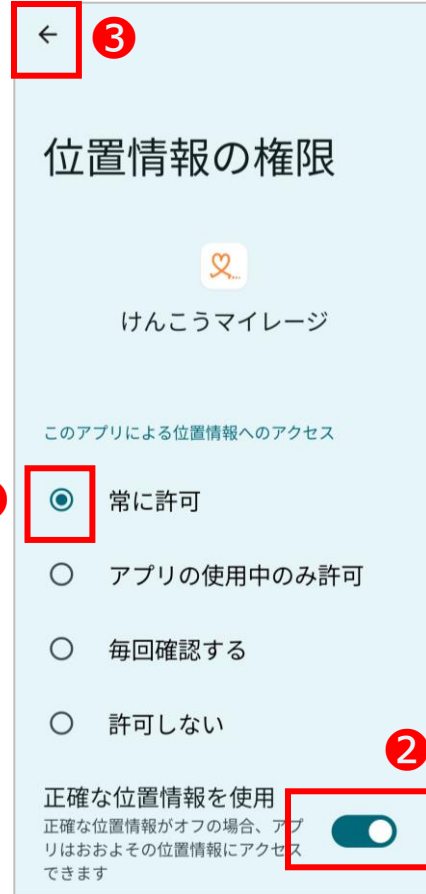 3
位置情報の権限
けんこうマイレージ
このアプリによる位置情報へのアクセス
常に許可
アプリの使用中のみ許可
毎回確認する
許可しない
2
正確な位置情報を使用
正確な位置情報がオフの場合、アプ
リはおおよその位置情報にアクセス
できます